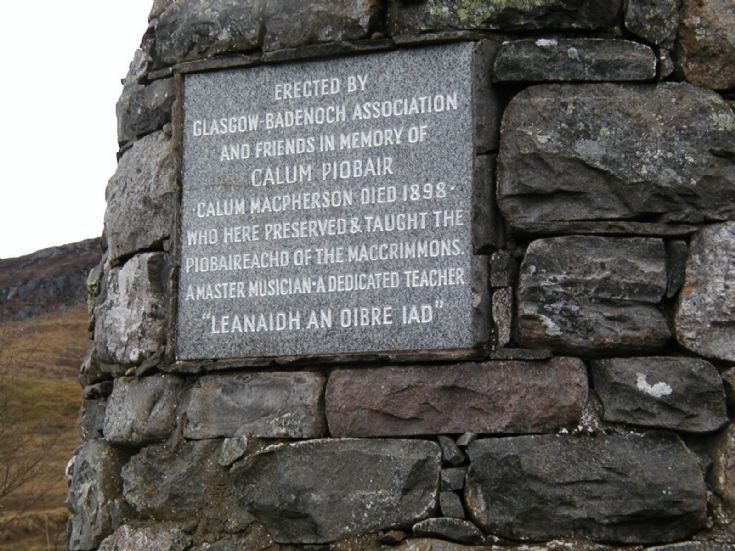 ERECTED BY
GLASGOW-BADENOCH ASSOCIATION
AND FRIENDS IN MEMORY OF
CALUM PIOBAIR
·CALUM MACPHERSON DIED 1898·
WHO HERE PRESERVED & TAUGHT THE
PIOBAIREACHD OF THE MACCRIMMONS.
A MASTER MUSICIAN·A DEDICATED TEACHER
"LEANAIDH AN OIBRE IAD"